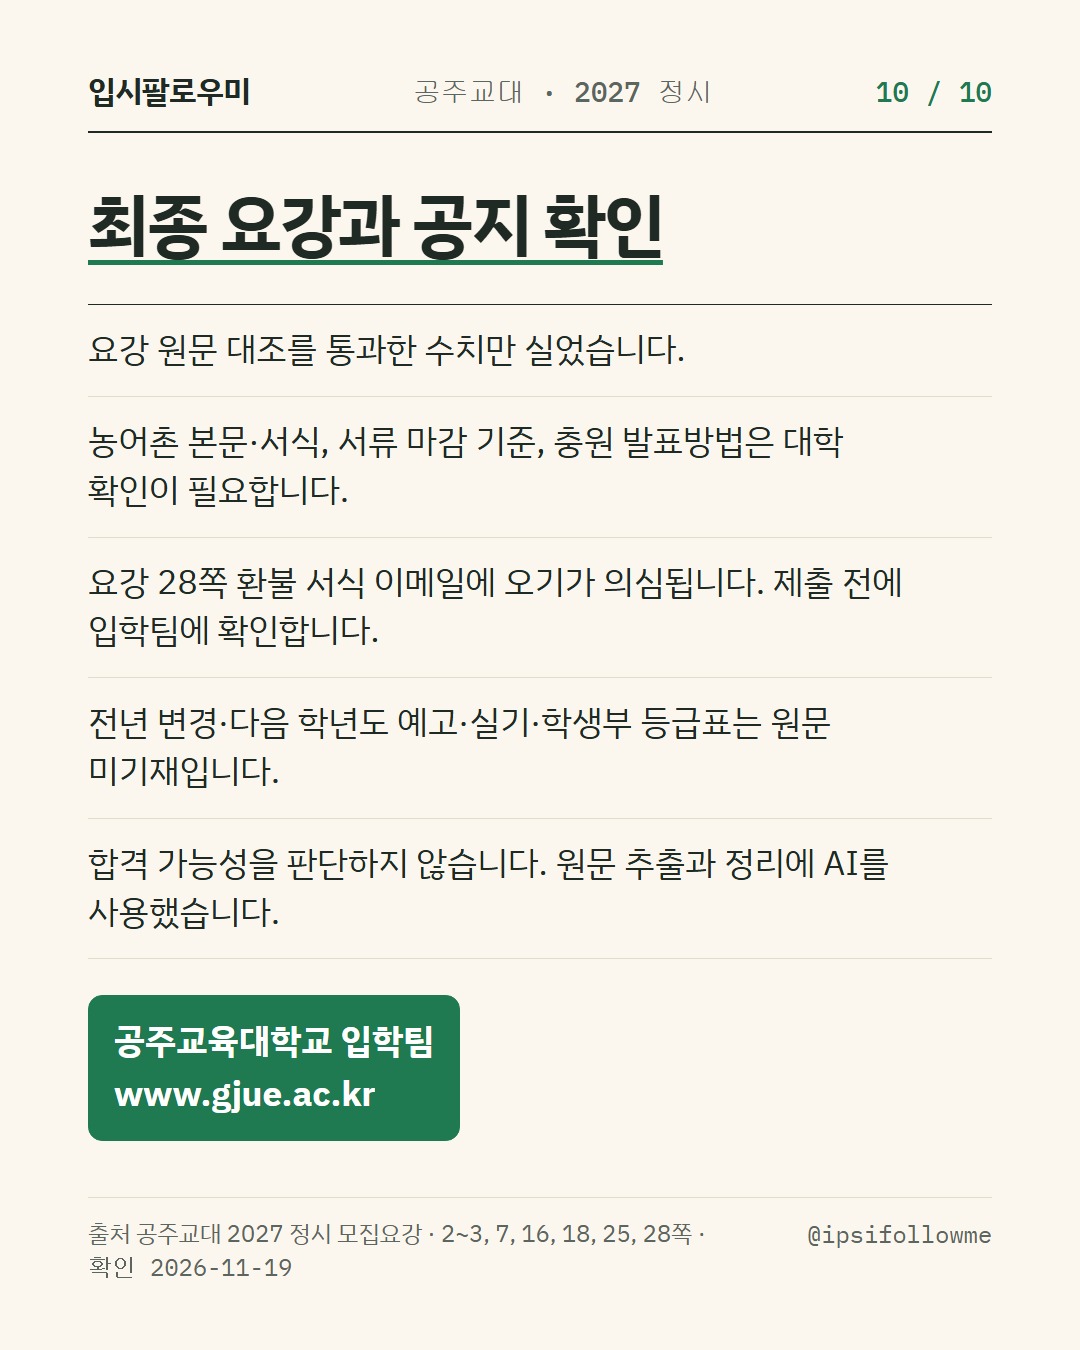 입시팔로우미
공주교대 · 2027 정시
10 / 10
최종 요강과 공지 확인
요강 원문 대조를 통과한 수치만 실었습니다.
농어촌 본문·서식, 서류 마감 기준, 충원 발표방법은 대학
확인이 필요합니다.
요강 28쪽 환불 서식 이메일에 오기가 의심됩니다. 제출 전에
입학팀에 확인합니다.
전년 변경·다음 학년도 예고·실기·학생부 등급표는 원문
미기재입니다.
합격 가능성을 판단하지 않습니다. 원문 추출과 정리에 AI를
사용했습니다.
공주교육대학교 입학팀
www.gjue.ac.kr
출처 공주교대 2027 정시 모집요강 · 2~3, 7, 16, 18, 25, 28쪽 ·
확인 2026-11-19
@ipsifollowme